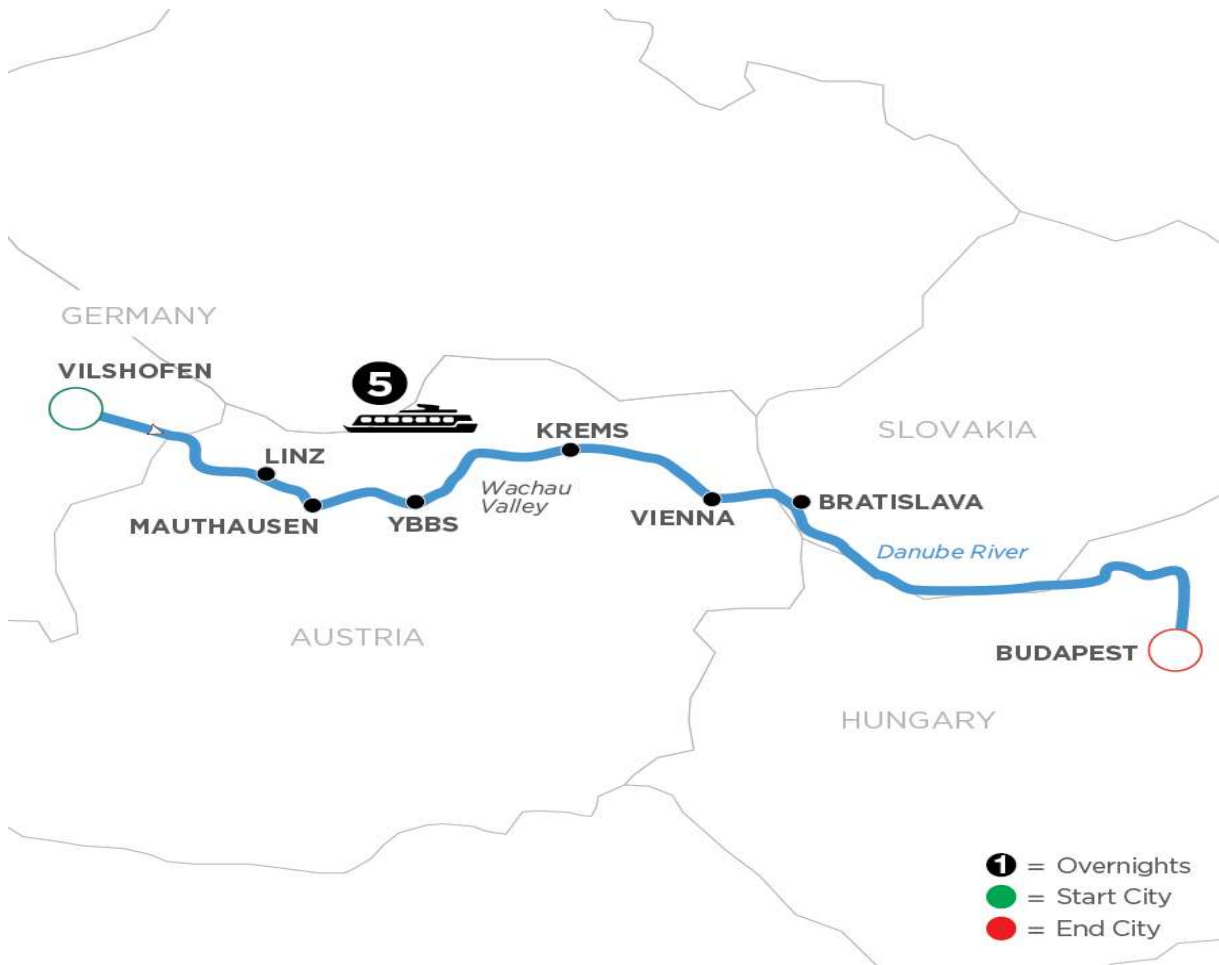 GERMANY
VILSHOFEN
5
LINZ
MAUTHAUSEN
YBBS
Wachau
Valley
KREMS
VIENNA
SLOVAKIA
BRATISLAVA
Danube River
AUSTRIA
BUDAPEST
HUNGARY
1 = Overnights
= Start City
= End City